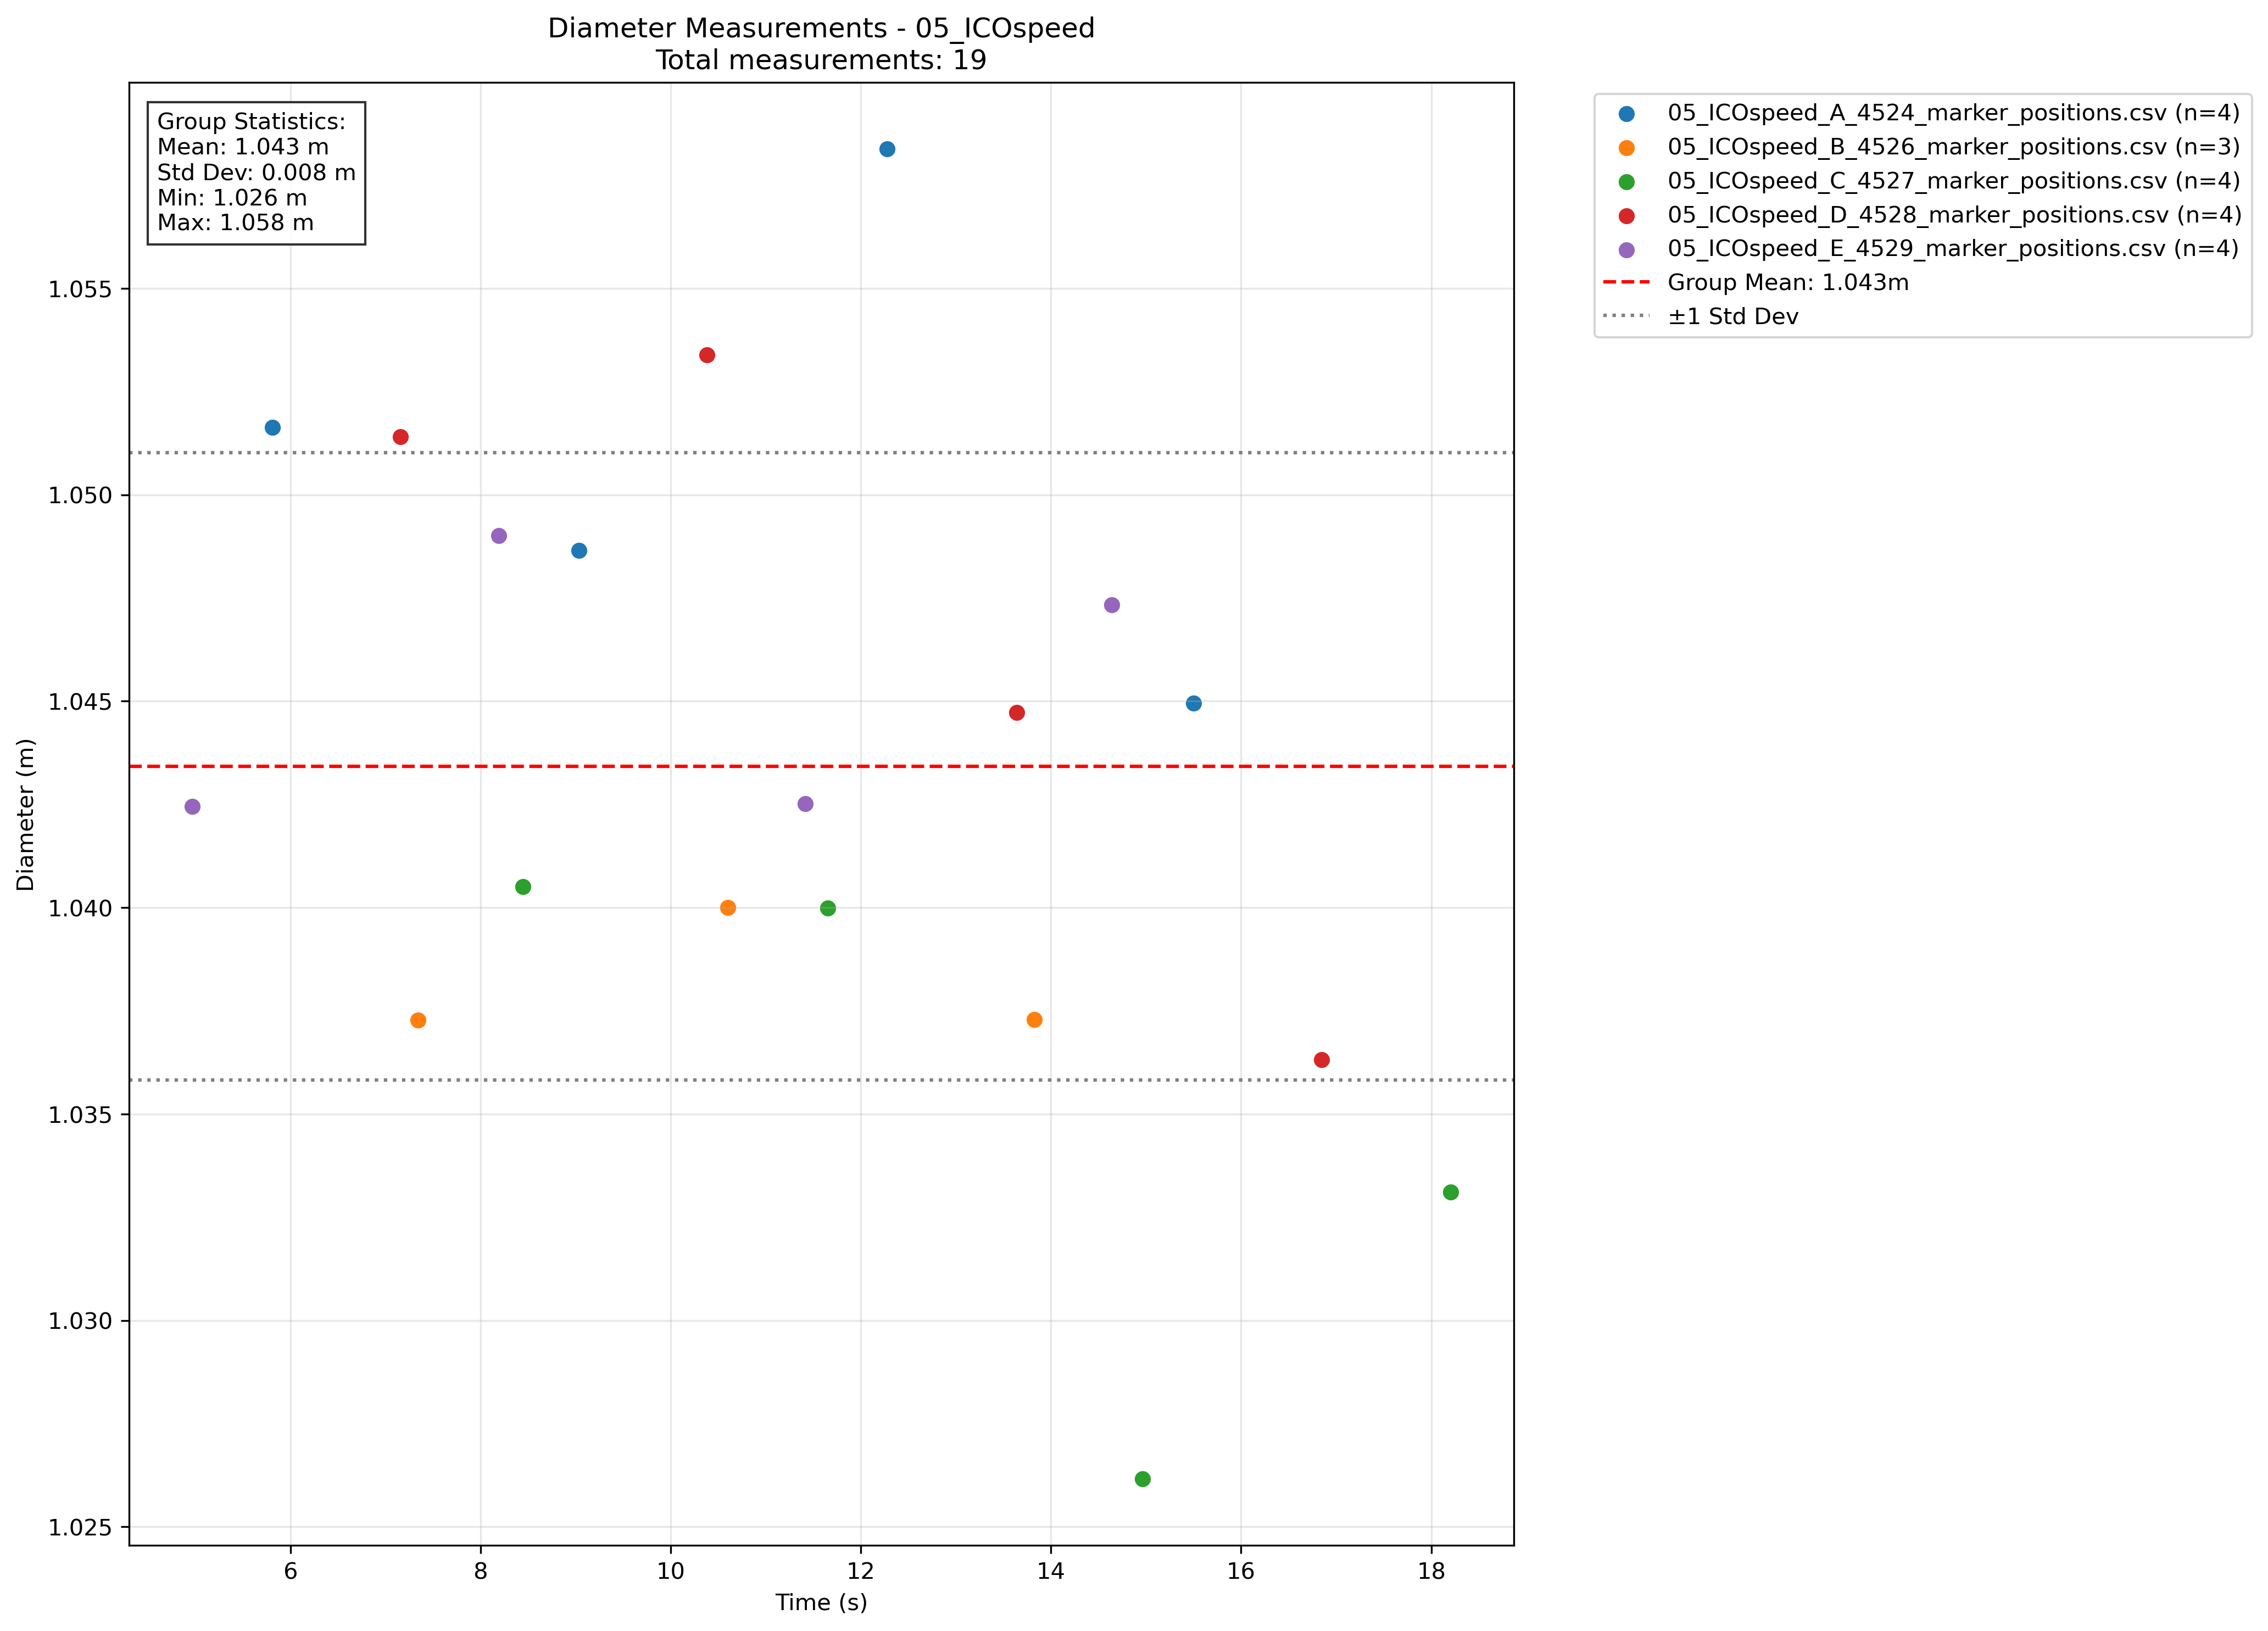 Diameter Measurements - 05_ICOspeed
Total measurements: 19
Group Statistics:
Mean: 1.043 m
Std Dev: 0.008 m
Min: 1.026 m
Max: 1.058 m
05_ICOspeed_A_4524_marker_positions.csv (n=4)
05_ICOspeed_B_4526_marker_positions.csv (n=3)
05_ICOspeed_C_4527_marker_positions.csv (n=4)
05_ICOspeed_D_4528_marker_positions.csv (n=4)
05_ICOspeed_E_4529_marker_positions.csv (n=4)
Group Mean: 1.043m
±1 Std Dev
Diameter (m)
1.055
1.050
1.045
1.040
1.035
1.030
1.025
6 8 10 12 14 16 18
Time (s)